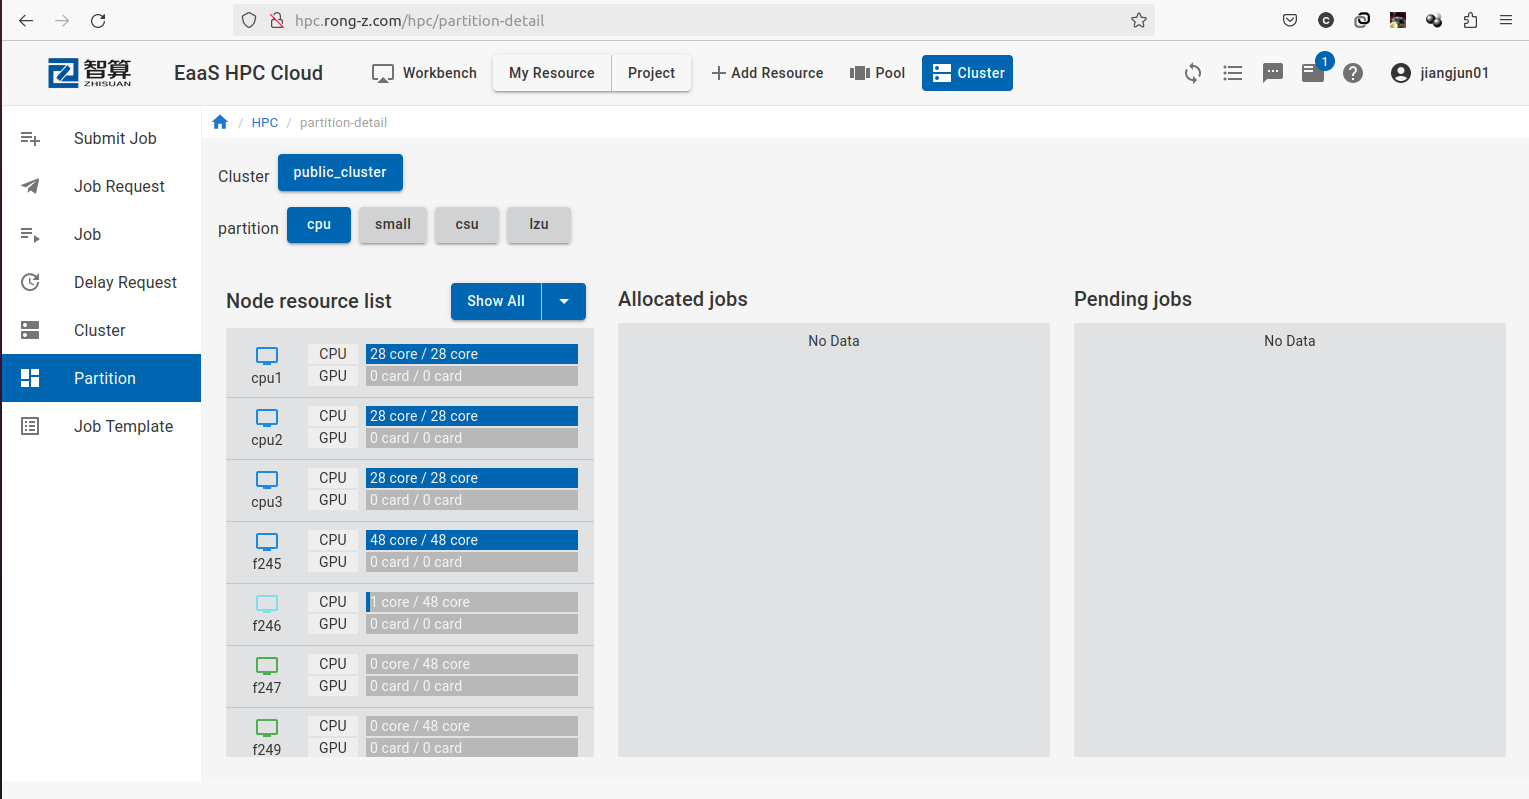 hpc.rong-z.com/hpc/partition-detail
智算
ZHISUAN
EaaS HPC Cloud
Workbench
My Resource
Project
Add Resource
Pool
Cluster
1
jiangjun01
Submit Job
Job Request
Job
Delay Request
Cluster
Partition
Job Template
/ HPC / partition-detail
Cluster public_cluster
partition cpu small csu lzu
Node resource list
Show All
cpu1
CPU 28 core / 28 core
GPU 0 card / 0 card
cpu2
CPU 28 core / 28 core
GPU 0 card / 0 card
cpu3
CPU 28 core / 28 core
GPU 0 card / 0 card
f245
CPU 48 core / 48 core
GPU 0 card / 0 card
f246
CPU 1 core / 48 core
GPU 0 card / 0 card
f247
CPU 0 core / 48 core
GPU 0 card / 0 card
f249
CPU 0 core / 48 core
GPU 0 card / 0 card
Allocated jobs
No Data
Pending jobs
No Data